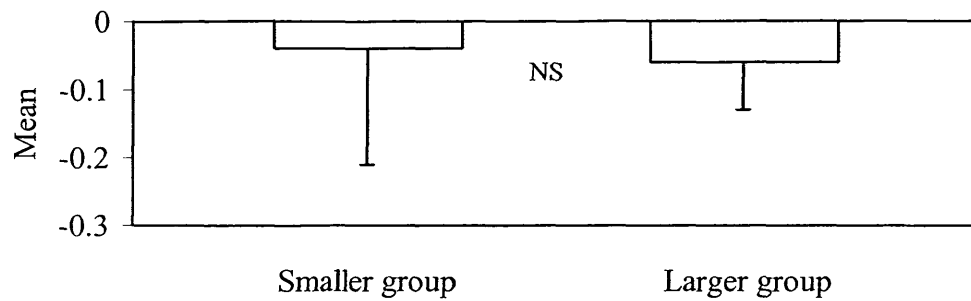 0
-0.1
-0.2
-0.3
Mean
NS
Smaller group
Larger group